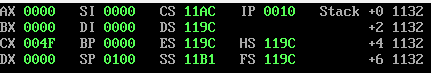 AX 0000 SI 0000 CS 11AC IP 0010 Stack +0 1132
BX 0000 DI 0000 DS 119C +2 1132
CX 004F BP 0000 ES 119C HS 119C +4 1132
DX 0000 SP 0100 SS 11B1 FS 119C +6 1132